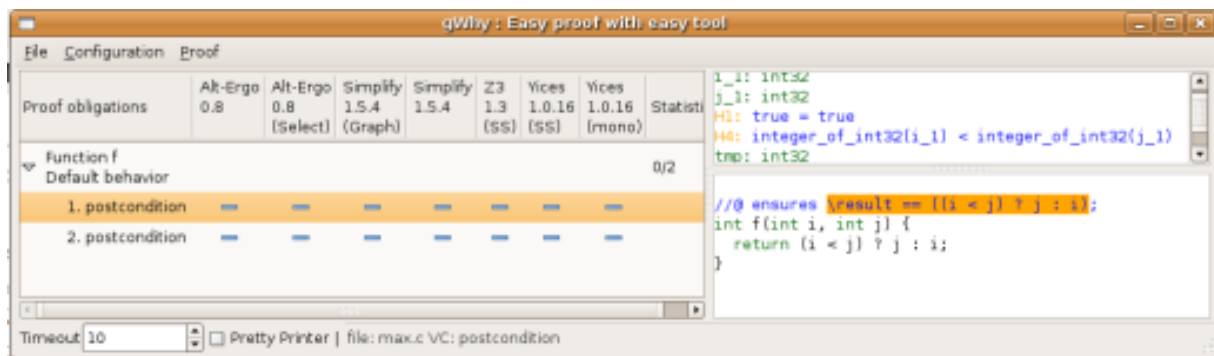 gWhy : Easy proof with easy tool
File Configuration Proof
Proof obligations
Alt-Ergo 0.8
Alt-Ergo 0.8 (Select)
Simplify 1.5.4 (Graph)
Simplify 1.5.4
Z3 1.3 (SS)
Yices 1.0.16 (SS)
Yices 1.0.16 (mono)
Statisti
Function f
Default behavior
0/2
1. postcondition
2. postcondition
i_1: int32
j_1: int32
H1: true = true
H4: integer_of_int32(i_1) < integer_of_int32(j_1)
tmp: int32
//@ ensures \result == ((i < j) ? j : i);
int f(int i, int j) {
return (i < j) ? j : i;
}
Timeout 10 Pretty Printer | file: max.c VC: postcondition